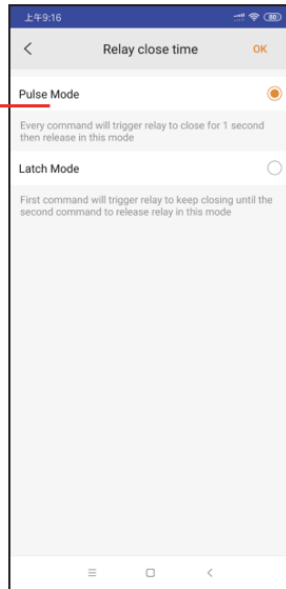 上午9:16
80
Relay close time
OK
Pulse Mode
Every command will trigger relay to close for 1 second
then release in this mode
Latch Mode
First command will trigger relay to keep closing until the
second command to release relay in this mode